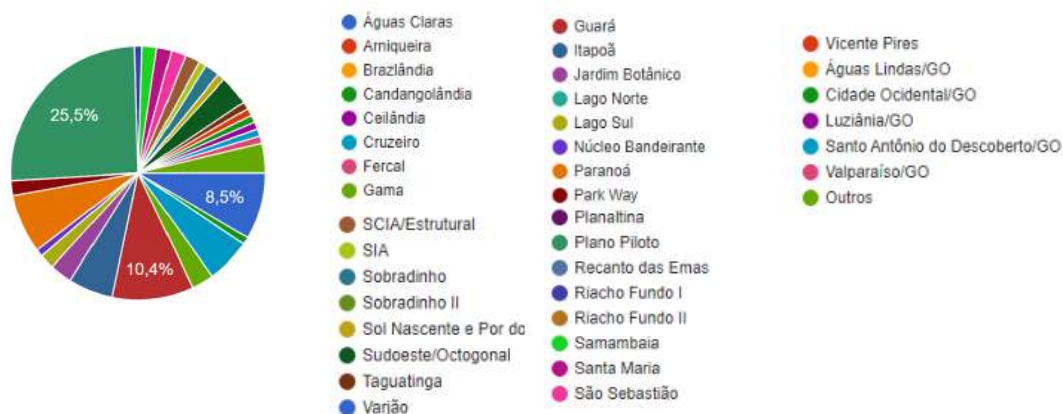 25,5%
8,5%
10,4%
Águas Claras
Arniqueira
Brazlândia
Candangolândia
Ceilândia
Cruzeiro
Fercal
Gama
SCIA/Estrutural
SIA
Sobradinho
Sobradinho II
Sol Nascente e Por do
Sudoeste/Octogonal
Taguatinga
Varjão
Guará
Itapoã
Jardim Botânico
Lago Norte
Lago Sul
Núcleo Bandeirante
Paranoá
Park Way
Planaltina
Plano Piloto
Recanto das Emas
Riacho Fundo I
Riacho Fundo II
Samambaia
Santa Maria
São Sebastião
Vicente Pires
Águas Lindas/GO
Cidade Ocidental/GO
Luziânia/GO
Santo Antônio do Descoberto/GO
Valparaíso/GO
Outros